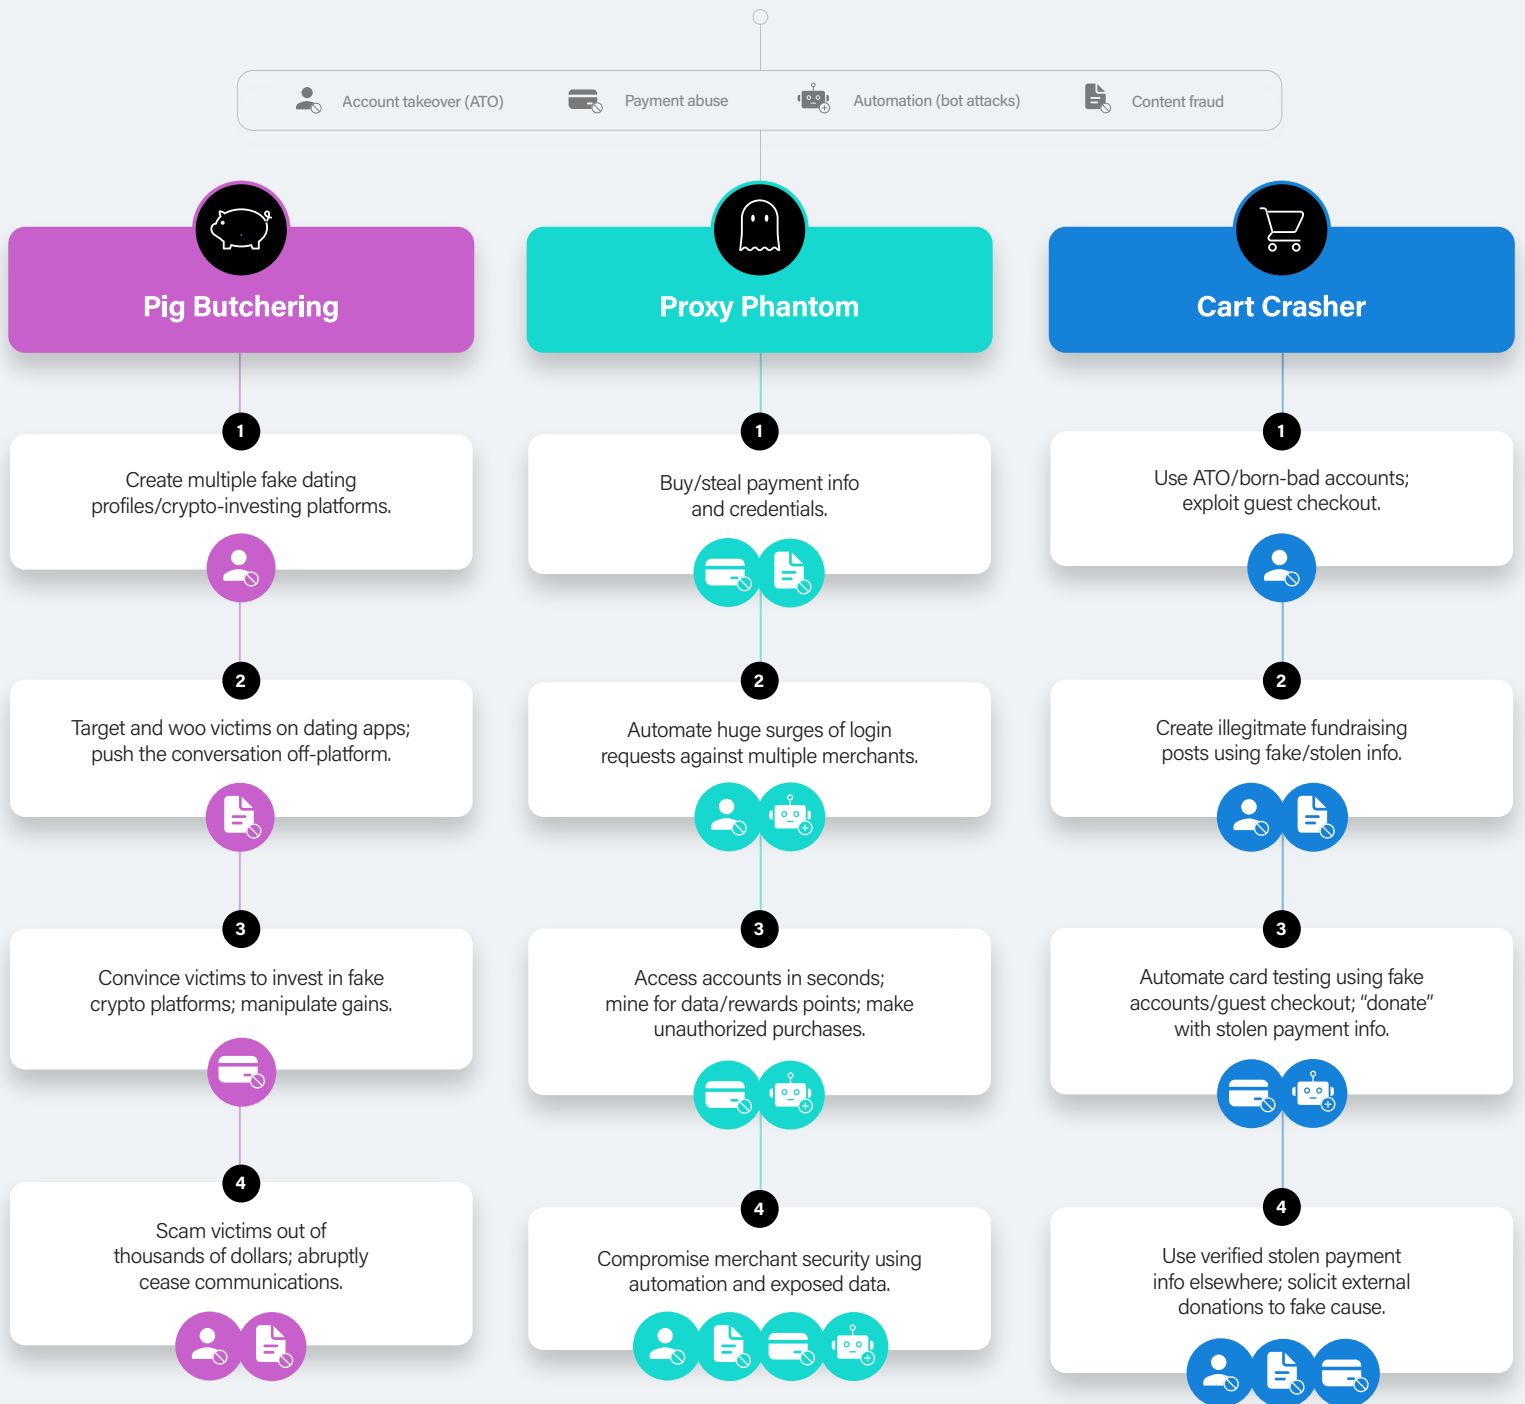 Account takeover (ATO)
Payment abuse
Automation (bot attacks)
Content fraud
Pig Butchering
1
Create multiple fake dating
profiles/crypto-investing platforms.
2
Target and woo victims on dating apps;
push the conversation off-platform.
3
Convince victims to invest in fake
crypto platforms; manipulate gains.
4
Scam victims out of
thousands of dollars; abruptly
cease communications.
Proxy Phantom
1
Buy/steal payment info
and credentials.
2
Automate huge surges of login
requests against multiple merchants.
3
Access accounts in seconds;
mine for data/rewards points; make
unauthorized purchases.
4
Compromise merchant security using
automation and exposed data.
Cart Crasher
1
Use ATO/born-bad accounts;
exploit guest checkout.
2
Create illegitmate fundraising
posts using fake/stolen info.
3
Automate card testing using fake
accounts/guest checkout; “donate”
with stolen payment info.
4
Use verified stolen payment
info elsewhere; solicit external
donations to fake cause.